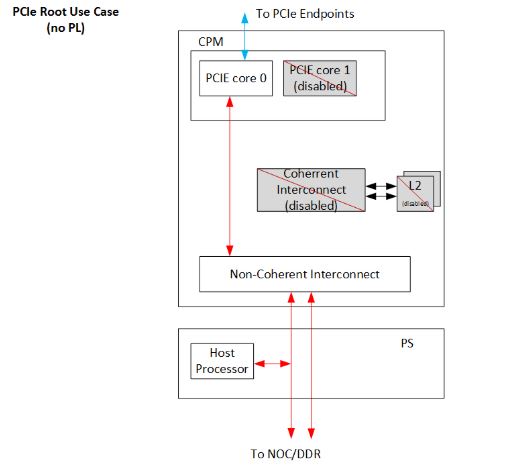 PCIe Root Use Case
(no PL)
To PCIe Endpoints
CPM
PCIE core 0
PCIE core 1
(disabled)
Coherrent
Interconnect
(disabled)
L2
(disabled)
Non-Coherent Interconnect
PS
Host
Processor
To NOC/DDR